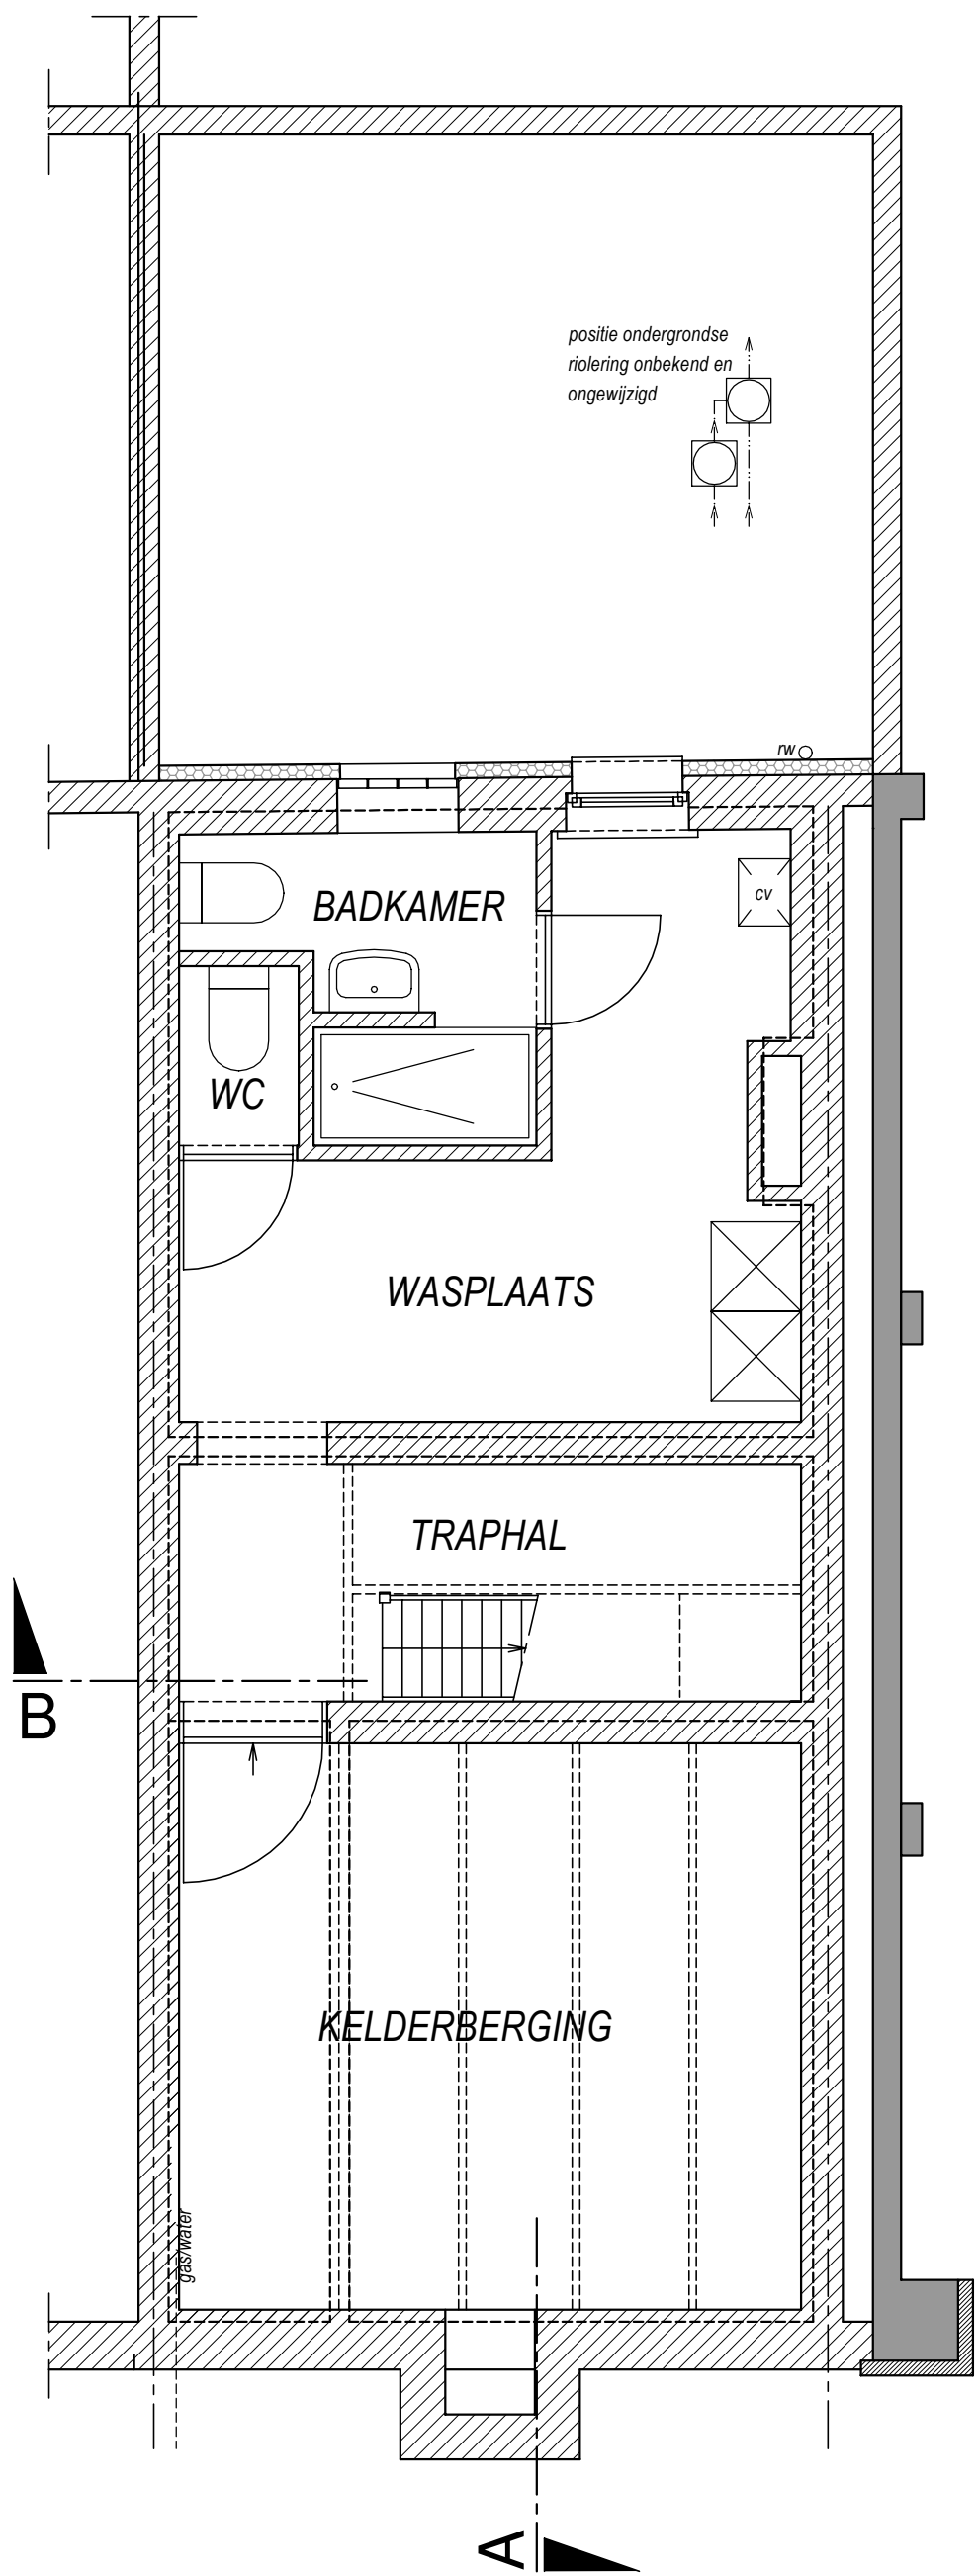 positie ondergrondse
riolering onbekend en
ongewijzigd
rw
BADKAMER
cv
WC
WASPLAATS
TRAPHAL
B
KELDERBERGING
gas/water
A